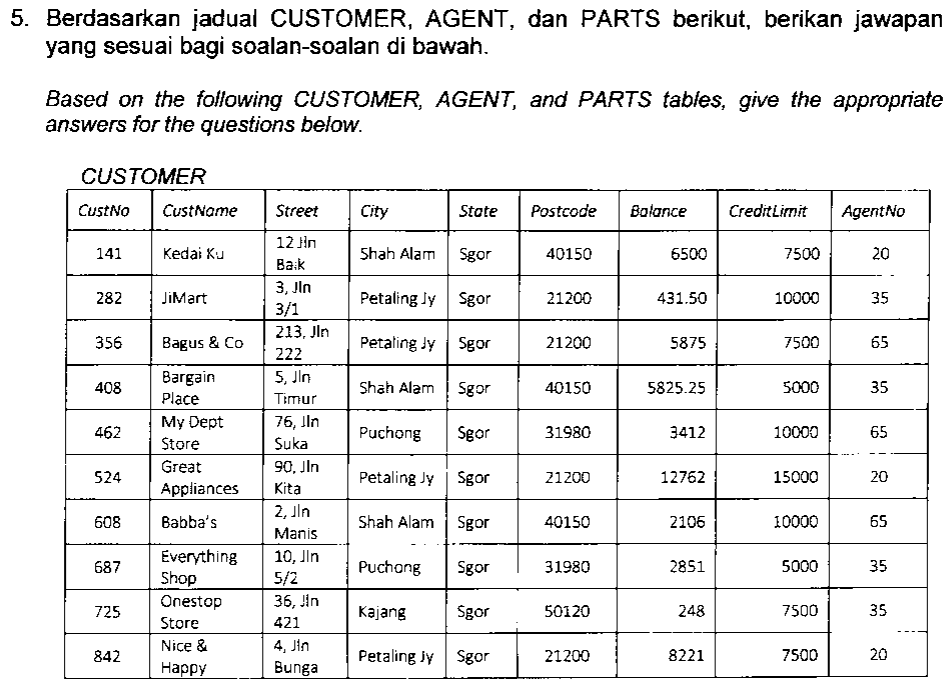 5. Berdasarkan jadual CUSTOMER, AGENT, dan PARTS berikut, berikan jawapan
yang sesuai bagi soalan-soalan di bawah.
Based on the following CUSTOMER, AGENT, and PARTS tables, give the appropriate
answers for the questions below.
CUSTOMER
CustNo CustName Street City State Postcode Balance CreditLimit AgentNo
141 Kedai Ku 12 Jln Baik Shah Alam Sgor 40150 6500 7500 20
282 JiMart 3, Jln 3/1 Petaling Jy Sgor 21200 431.50 10000 35
356 Bagus & Co 213, Jln 222 Petaling Jy Sgor 21200 5875 7500 65
408 Bargain Place 5, Jln Timur Shah Alam Sgor 40150 5825.25 5000 35
462 My Dept Store 76, Jln Suka Puchong Sgor 31980 3412 10000 65
524 Great Appliances 90, Jln Kita Petaling Jy Sgor 21200 12762 15000 20
608 Babba's 2, Jln Manis Shah Alam Sgor 40150 2106 10000 65
687 Everything Shop 10, Jln 5/2 Puchong Sgor 31980 2851 5000 35
725 Onestop Store 36, Jln 421 Kajang Sgor 50120 248 7500 35
842 Nice & Happy 4, Jln Bunga Petaling Jy Sgor 21200 8221 7500 20